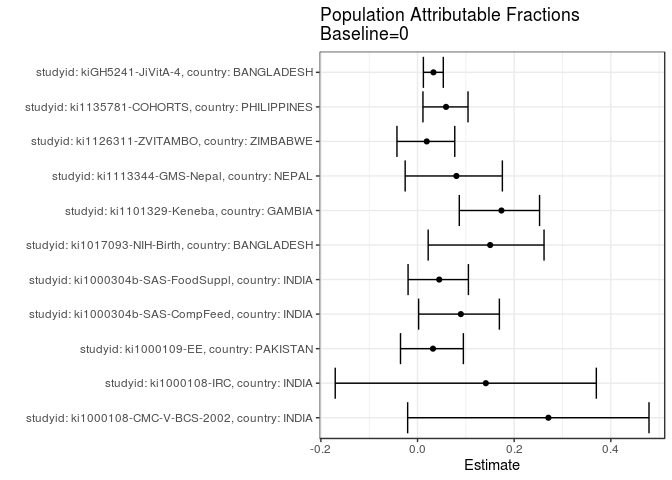 Population Attributable Fractions
Baseline=0
studyid: kiGH5241-JiVitA-4, country: BANGLADESH
studyid: ki1135781-COHORTS, country: PHILIPPINES
studyid: ki1126311-ZVITAMBO, country: ZIMBABWE
studyid: ki1113344-GMS-Nepal, country: NEPAL
studyid: ki1101329-Keneba, country: GAMBIA
studyid: ki1017093-NIH-Birth, country: BANGLADESH
studyid: ki1000304b-SAS-FoodSuppl, country: INDIA
studyid: ki1000304b-SAS-CompFeed, country: INDIA
studyid: ki1000109-EE, country: PAKISTAN
studyid: ki1000108-IRC, country: INDIA
studyid: ki1000108-CMC-V-BCS-2002, country: INDIA
-0.2 0.0 0.2 0.4
Estimate